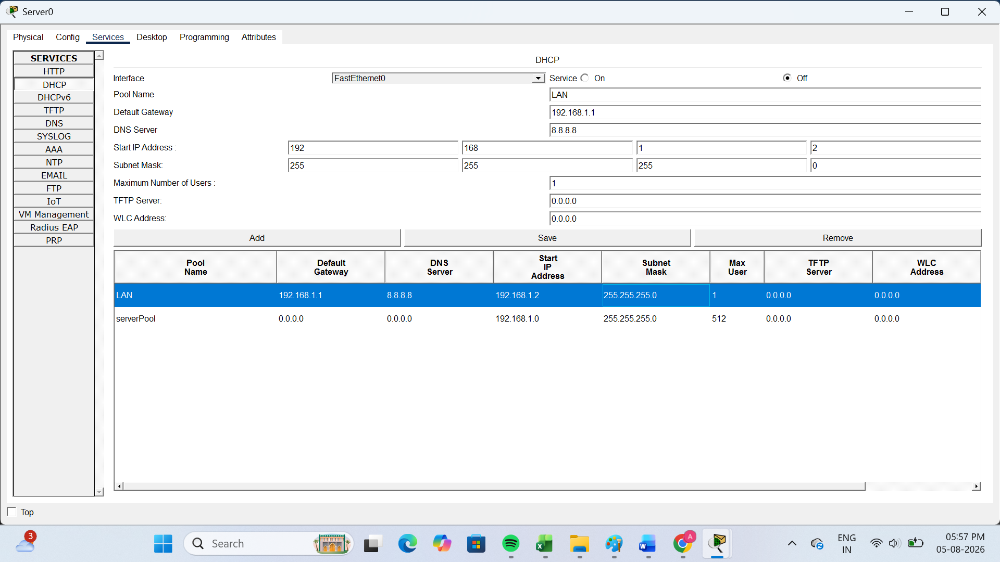 Server0
Physical Config Services Desktop Programming Attributes
SERVICES
HTTP
DHCP
DHCPv6
TFTP
DNS
SYSLOG
AAA
NTP
EMAIL
FTP
IoT
VM Management
Radius EAP
PRP
DHCP
Interface FastEthernet0 Service On Off
Pool Name LAN
Default Gateway 192.168.1.1
DNS Server 8.8.8.8
Start IP Address : 192 168 1 2
Subnet Mask: 255 255 255 0
Maximum Number of Users : 1
TFTP Server: 0.0.0.0
WLC Address: 0.0.0.0
Add Save Remove
Pool Name Default Gateway DNS Server Start IP Address Subnet Mask Max User TFTP Server WLC Address
LAN 192.168.1.1 8.8.8.8 192.168.1.2 255.255.255.0 1 0.0.0.0 0.0.0.0
serverPool 0.0.0.0 0.0.0.0 192.168.1.0 255.255.255.0 512 0.0.0.0 0.0.0.0
Top
3
Search
A
ENG
IN
05:57 PM
05-08-2026